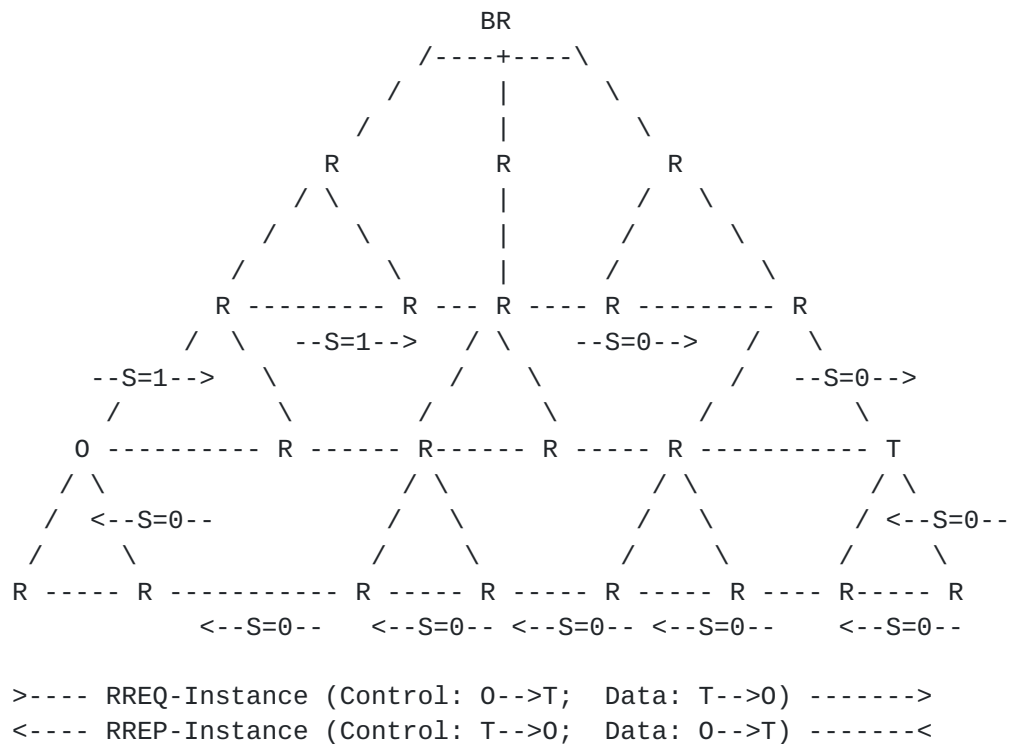 BR
/----+----\
/ | \
/ | \
R R R
/ \ | / \
/ \ | / \
/ \ | / \
R --------- R --- R ---- R --------- R
/ \ --S=1--> / \ --S=0--> / \
--S=1--> \ / \ / --S=0-->
/ \ / \ / \
O ---------- R ------ R------ R ----- R ----------- T
/ \ / \ / \ / \
/ <--S=0-- / \ / \ / <--S=0--
/ \ / \ / \ / \
R ----- R ----------- R ----- R ----- R ----- R ---- R----- R
<--S=0-- <--S=0-- <--S=0-- <--S=0-- <--S=0--
>---- RREQ-Instance (Control: O-->T; Data: T-->O) ------->
<---- RREP-Instance (Control: T-->O; Data: O-->T) -------<